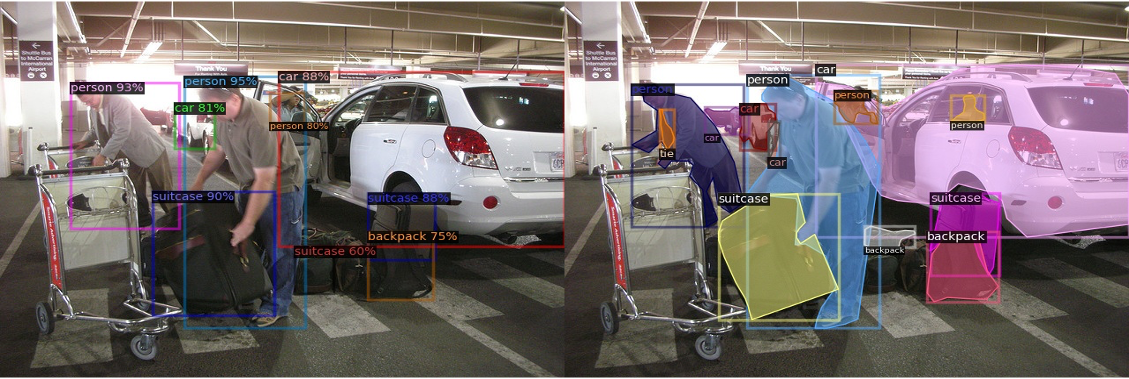 Shuttle Bus
to McCarran
International
Airport
Thank You
person 93%
person 95%
car 88%
car 81%
person 80%
suitcase 90%
suitcase 88%
backpack 75%
suitcase 60%
Shuttle Bus
to McCarran
International
Airport
Thank You
car
person
person
person
car
person
tie
car
car
suitcase
suitcase
backpack
backpack